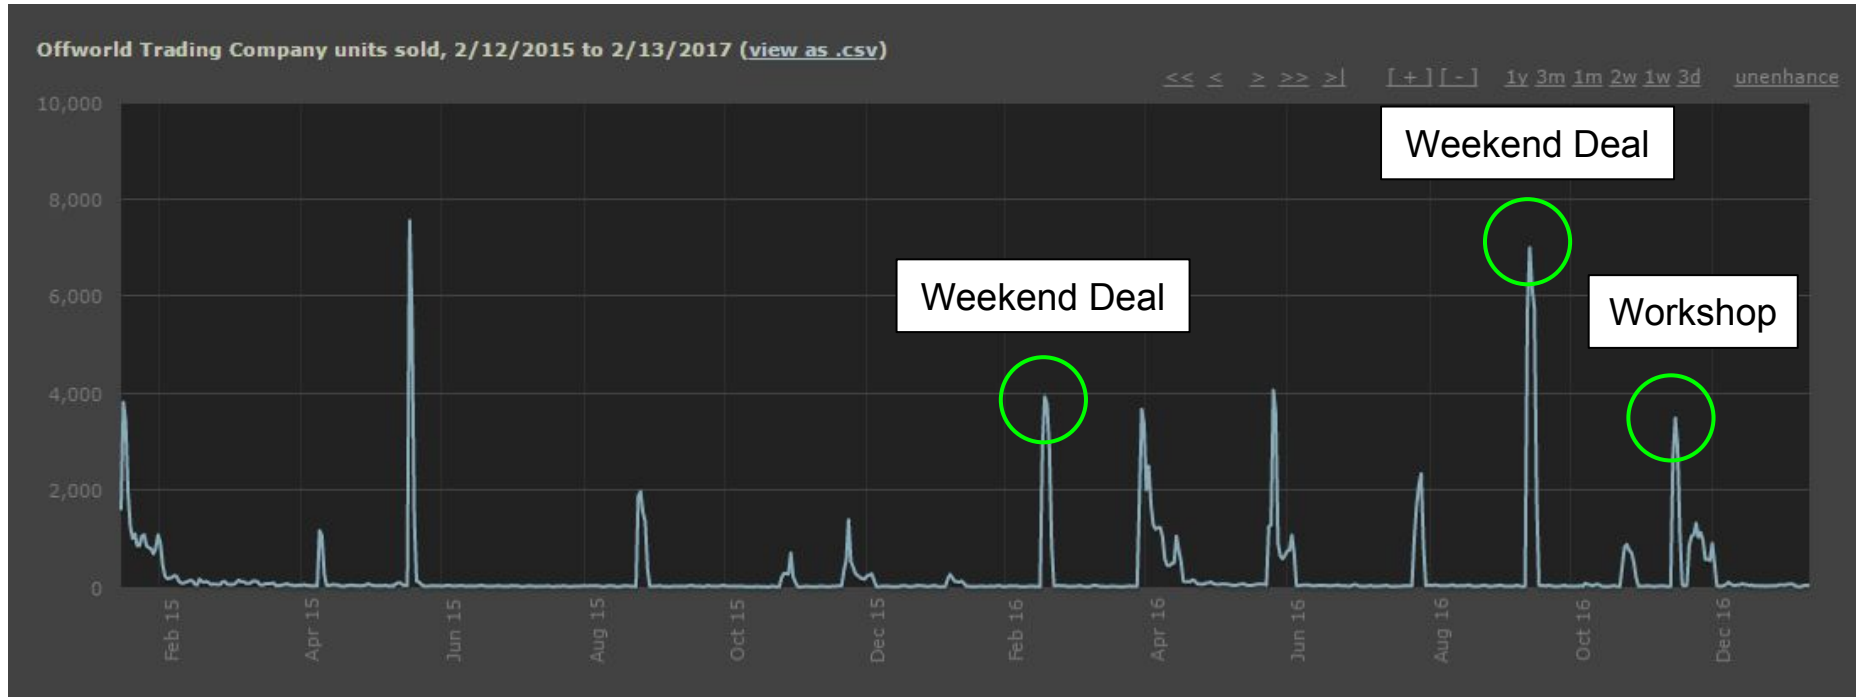 Offworld Trading Company units sold, 2/12/2015 to 2/13/2017 (view as .csv)
<< < > >> >| [ + ] [ - ] 1y 3m 1m 2w 1w 3d unenhance
10,000
Weekend Deal
8,000
Weekend Deal
6,000
Workshop
4,000
2,000
0
Feb 15 Apr 15 Jun 15 Aug 15 Oct 15 Dec 15 Feb 16 Apr 16 Jun 16 Aug 16 Oct 16 Dec 16